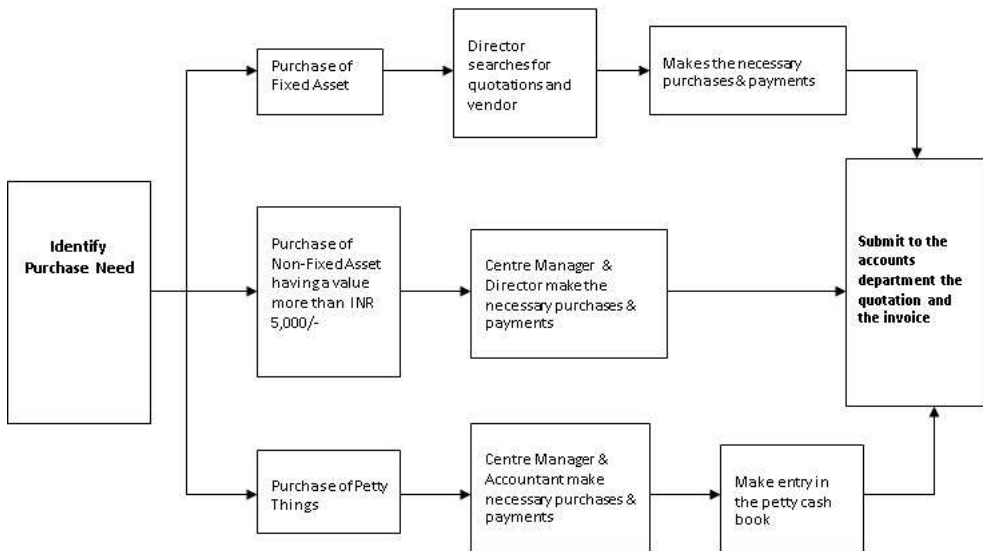 Identify
Purchase Need
Purchase of
Fixed Asset
Director
searches for
quotations and
vendor
Makes the necessary
purchases & payments
Purchase of
Non-Fixed Asset
having a value
more than INR
5,000/-
Centre Manager &
Director make the
necessary purchases &
payments
Purchase of Petty
Things
Centre Manager &
Accountant make
necessary purchases &
payments
Make entry in
the petty cash
book
Submit to the
accounts
department the
quotation and
the invoice